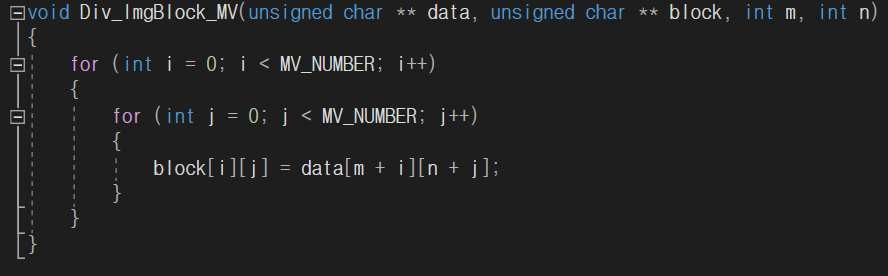 void Div_ImgBlock_MV(unsigned char ** data, unsigned char ** block, int m, int n)
{
for (int i = 0; i < MV_NUMBER; i++)
{
for (int j = 0; j < MV_NUMBER; j++)
{
block[i][j] = data[m + i][n + j];
}
}
}